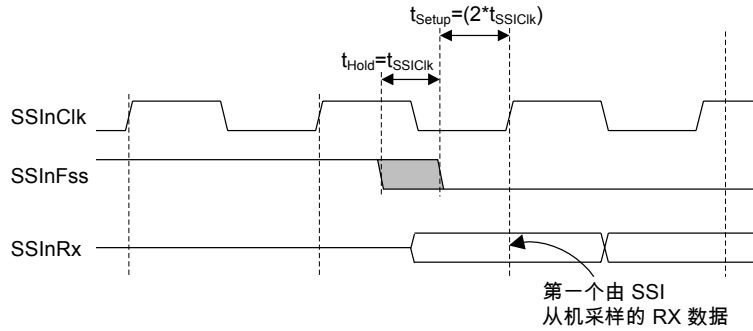 tSetup=(2*tSSIClk)
tHold=tSSIClk
SSInClk
SSInFss
SSInRx
第一个由 SSI
从机采样的 RX 数据